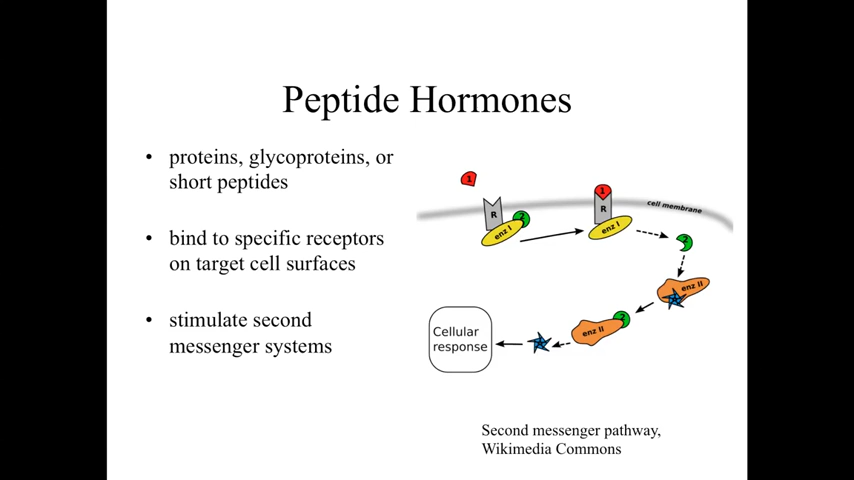 Peptide Hormones
• proteins, glycoproteins, or
short peptides
• bind to specific receptors
on target cell surfaces
• stimulate second
messenger systems
1
R
2
enz I
1
R
enz I
cell membrane
2
enz II
2
enz II
Cellular
response
Second messenger pathway,
Wikimedia Commons